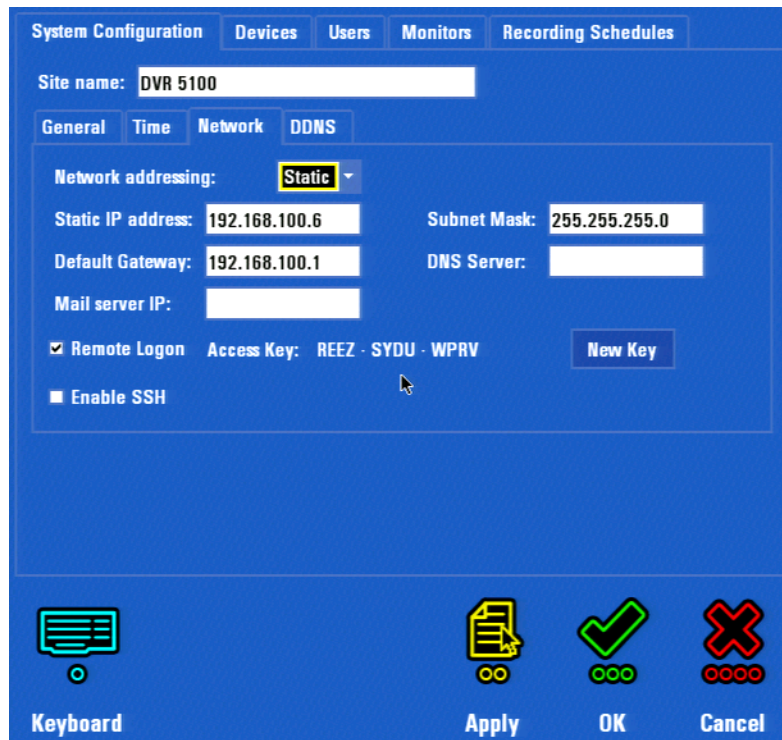 System Configuration Devices Users Monitors Recording Schedules
Site name: DVR 5100
General Time Network DDNS
Network addressing: Static
Static IP address: 192.168.100.6 Subnet Mask: 255.255.255.0
Default Gateway: 192.168.100.1 DNS Server:
Mail server IP:
Remote Logon Access Key: REEZ - SYDU - WPRV New Key
Enable SSH
Keyboard Apply OK Cancel